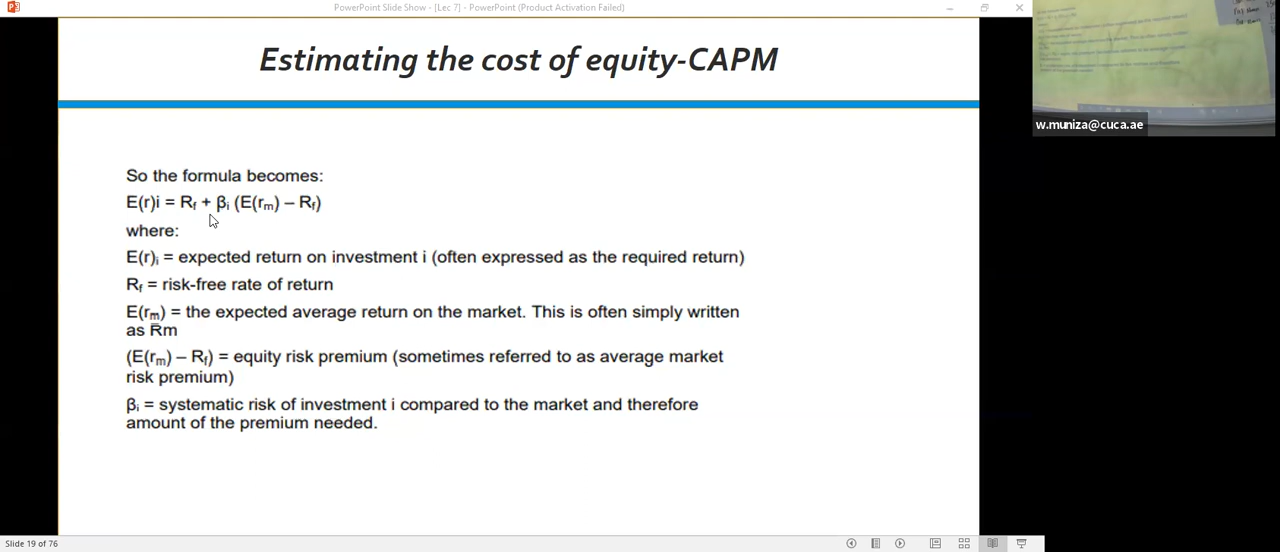 PowerPoint Slide Show - [Lec 7] - PowerPoint (Product Activation Failed)
Estimating the cost of equity-CAPM
w.muniza@cuca.ae
So the formula becomes:
E(r)i = Rf + βi (E(rm) – Rf)
where:
E(r)i = expected return on investment i (often expressed as the required return)
Rf = risk-free rate of return
E(rm) = the expected average return on the market. This is often simply written
as R̅m
(E(rm) – Rf) = equity risk premium (sometimes referred to as average market
risk premium)
βi = systematic risk of investment i compared to the market and therefore
amount of the premium needed.
Slide 19 of 76